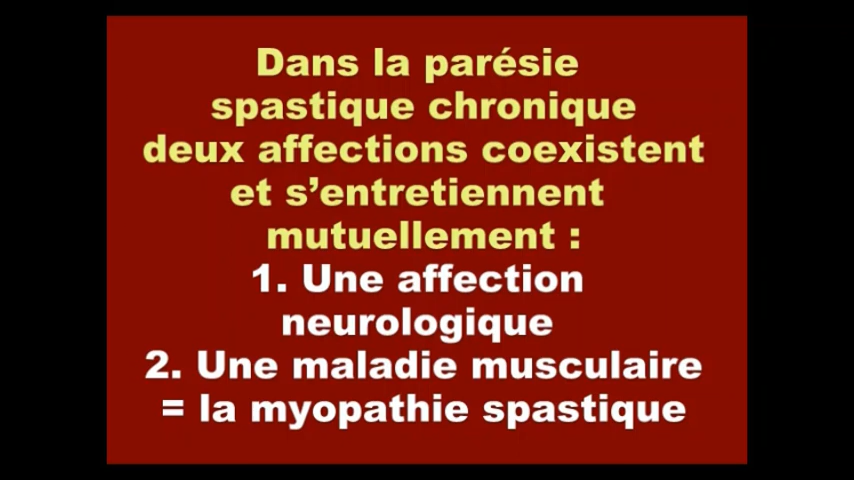 Dans la parésie
spastique chronique
deux affections coexistent
et s’entretiennent
mutuellement :
1. Une affection
neurologique
2. Une maladie musculaire
= la myopathie spastique